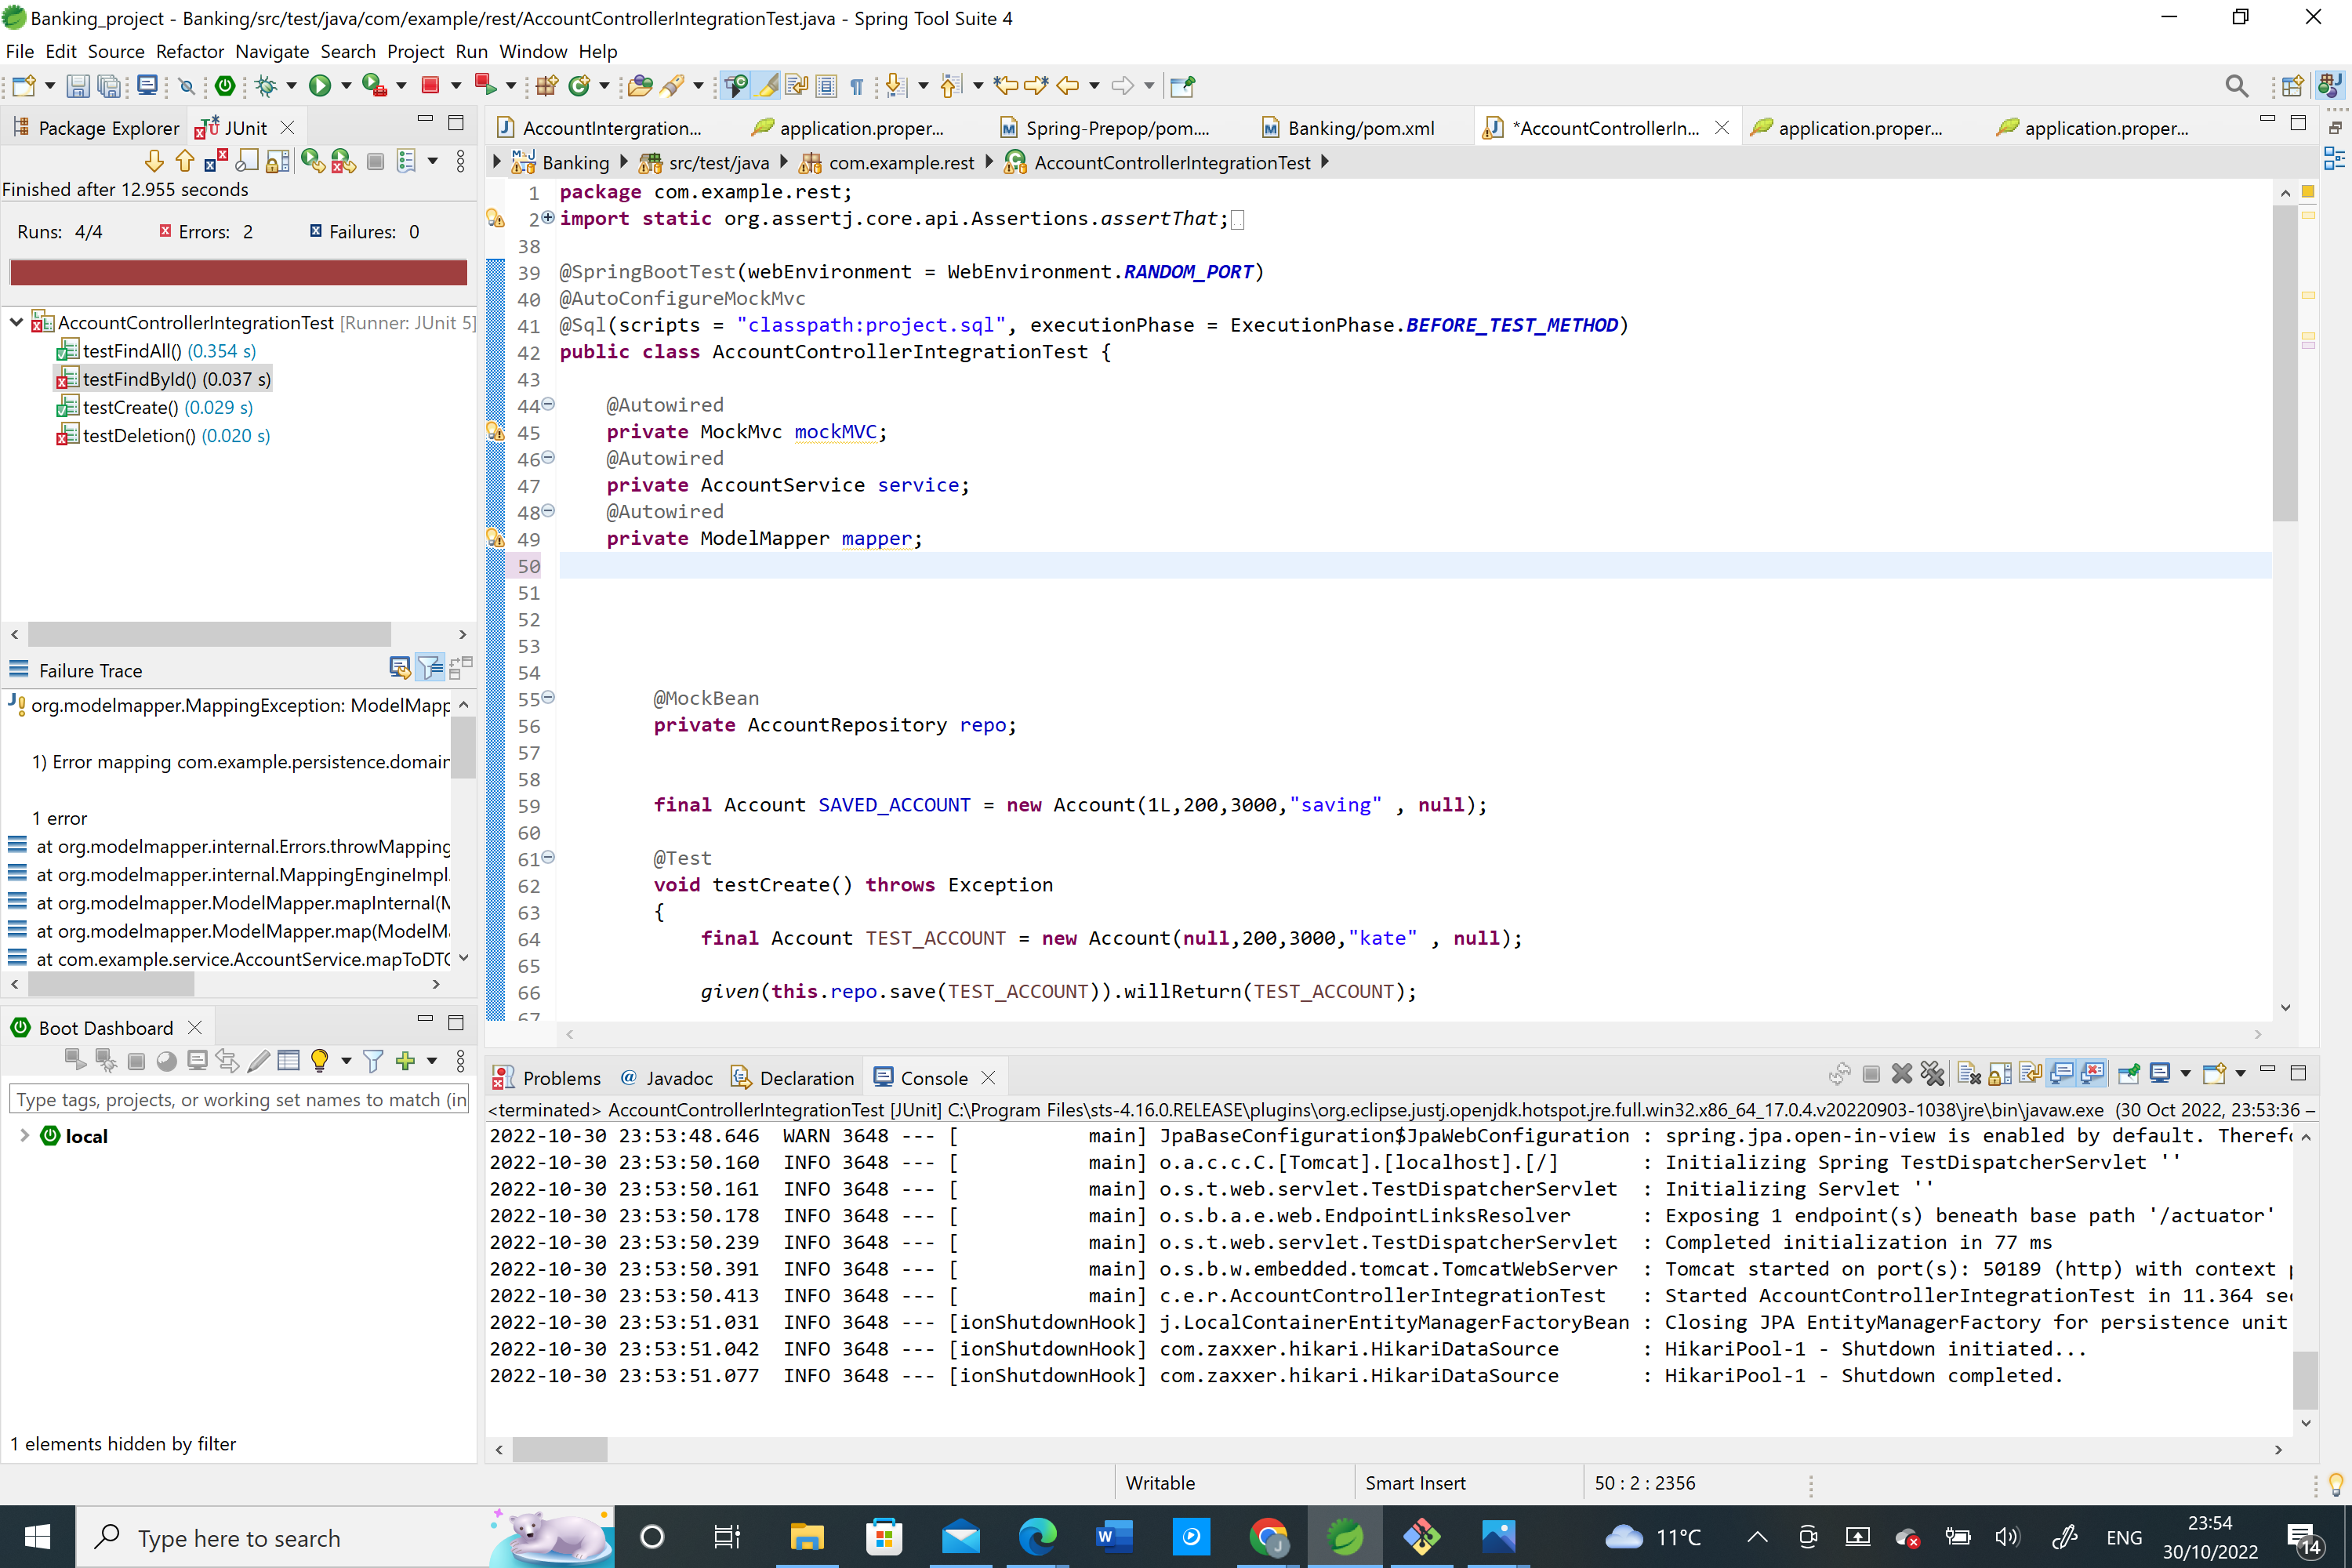 Banking_project - Banking/src/test/java/com/example/rest/AccountControllerIntegrationTest.java - Spring Tool Suite 4
File Edit Source Refactor Navigate Search Project Run Window Help
Package Explorer
JUnit
Finished after 12.955 seconds
Runs: 4/4
Errors: 2
Failures: 0
AccountControllerIntegrationTest [Runner: JUnit 5]
testFindAll() (0.354 s)
testFindById() (0.037 s)
testCreate() (0.029 s)
testDeletion() (0.020 s)
Failure Trace
org.modelmapper.MappingException: ModelMapp
1) Error mapping com.example.persistence.domain
1 error
at org.modelmapper.internal.Errors.throwMapping
at org.modelmapper.internal.MappingEngineImpl.
at org.modelmapper.ModelMapper.mapInternal(M
at org.modelmapper.ModelMapper.map(ModelM
at com.example.service.AccountService.mapToDTO
Boot Dashboard
Type tags, projects, or working set names to match (in
local
1 elements hidden by filter
AccountIntergration...
application.proper...
Spring-Prepop/pom....
Banking/pom.xml
*AccountControllerIn...
application.proper...
application.proper...
Banking
src/test/java
com.example.rest
AccountControllerIntegrationTest
1 package com.example.rest;
2 import static org.assertj.core.api.Assertions.assertThat;
38
39 @SpringBootTest(webEnvironment = WebEnvironment.RANDOM_PORT)
40 @AutoConfigureMockMvc
41 @Sql(scripts = "classpath:project.sql", executionPhase = ExecutionPhase.BEFORE_TEST_METHOD)
42 public class AccountControllerIntegrationTest {
43
44 @Autowired
45 private MockMvc mockMVC;
46 @Autowired
47 private AccountService service;
48 @Autowired
49 private ModelMapper mapper;
50
51
52
53
54
55 @MockBean
56 private AccountRepository repo;
57
58
59 final Account SAVED_ACCOUNT = new Account(1L,200,3000,"saving" , null);
60
61 @Test
62 void testCreate() throws Exception
63 {
64 final Account TEST_ACCOUNT = new Account(null,200,3000,"kate" , null);
65
66 given(this.repo.save(TEST_ACCOUNT)).willReturn(TEST_ACCOUNT);
67
Problems
@ Javadoc
Declaration
Console
<terminated> AccountControllerIntegrationTest [JUnit] C:\Program Files\sts-4.16.0.RELEASE\plugins\org.eclipse.justj.openjdk.hotspot.jre.full.win32.x86_64_17.0.4.v20220903-1038\jre\bin\javaw.exe (30 Oct 2022, 23:53:36 –
2022-10-30 23:53:48.646 WARN 3648 --- [ main] JpaBaseConfiguration$JpaWebConfiguration : spring.jpa.open-in-view is enabled by default. Therefo
2022-10-30 23:53:50.160 INFO 3648 --- [ main] o.a.c.c.C.[Tomcat].[localhost].[/] : Initializing Spring TestDispatcherServlet ''
2022-10-30 23:53:50.161 INFO 3648 --- [ main] o.s.t.web.servlet.TestDispatcherServlet : Initializing Servlet ''
2022-10-30 23:53:50.178 INFO 3648 --- [ main] o.s.b.a.e.web.EndpointLinksResolver : Exposing 1 endpoint(s) beneath base path '/actuator'
2022-10-30 23:53:50.239 INFO 3648 --- [ main] o.s.t.web.servlet.TestDispatcherServlet : Completed initialization in 77 ms
2022-10-30 23:53:50.391 INFO 3648 --- [ main] o.s.b.w.embedded.tomcat.TomcatWebServer : Tomcat started on port(s): 50189 (http) with context p
2022-10-30 23:53:50.413 INFO 3648 --- [ main] c.e.r.AccountControllerIntegrationTest : Started AccountControllerIntegrationTest in 11.364 sec
2022-10-30 23:53:51.031 INFO 3648 --- [ionShutdownHook] j.LocalContainerEntityManagerFactoryBean : Closing JPA EntityManagerFactory for persistence unit
2022-10-30 23:53:51.042 INFO 3648 --- [ionShutdownHook] com.zaxxer.hikari.HikariDataSource : HikariPool-1 - Shutdown initiated...
2022-10-30 23:53:51.077 INFO 3648 --- [ionShutdownHook] com.zaxxer.hikari.HikariDataSource : HikariPool-1 - Shutdown completed.
Writable
Smart Insert
50 : 2 : 2356
Type here to search
11°C
ENG
23:54
30/10/2022
14